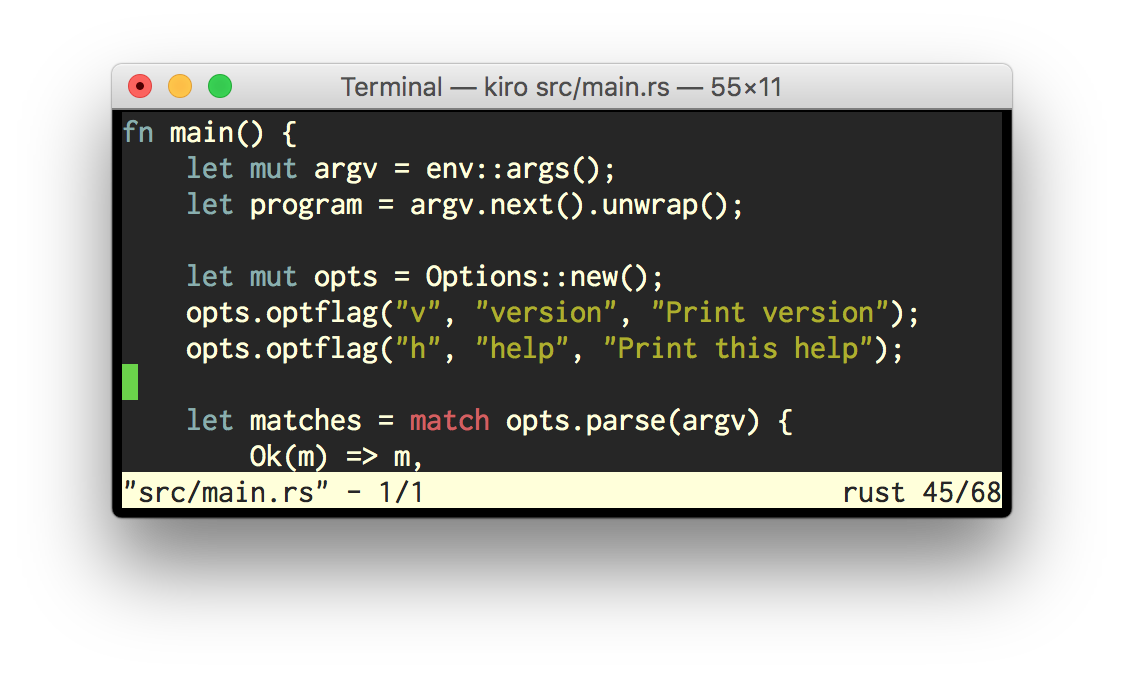 Terminal — kiro src/main.rs — 55×11
fn main() {
    let mut argv = env::args();
    let program = argv.next().unwrap();

    let mut opts = Options::new();
    opts.optflag("v", "version", "Print version");
    opts.optflag("h", "help", "Print this help");

    let matches = match opts.parse(argv) {
        Ok(m) => m,
"src/main.rs" - 1/1 rust 45/68